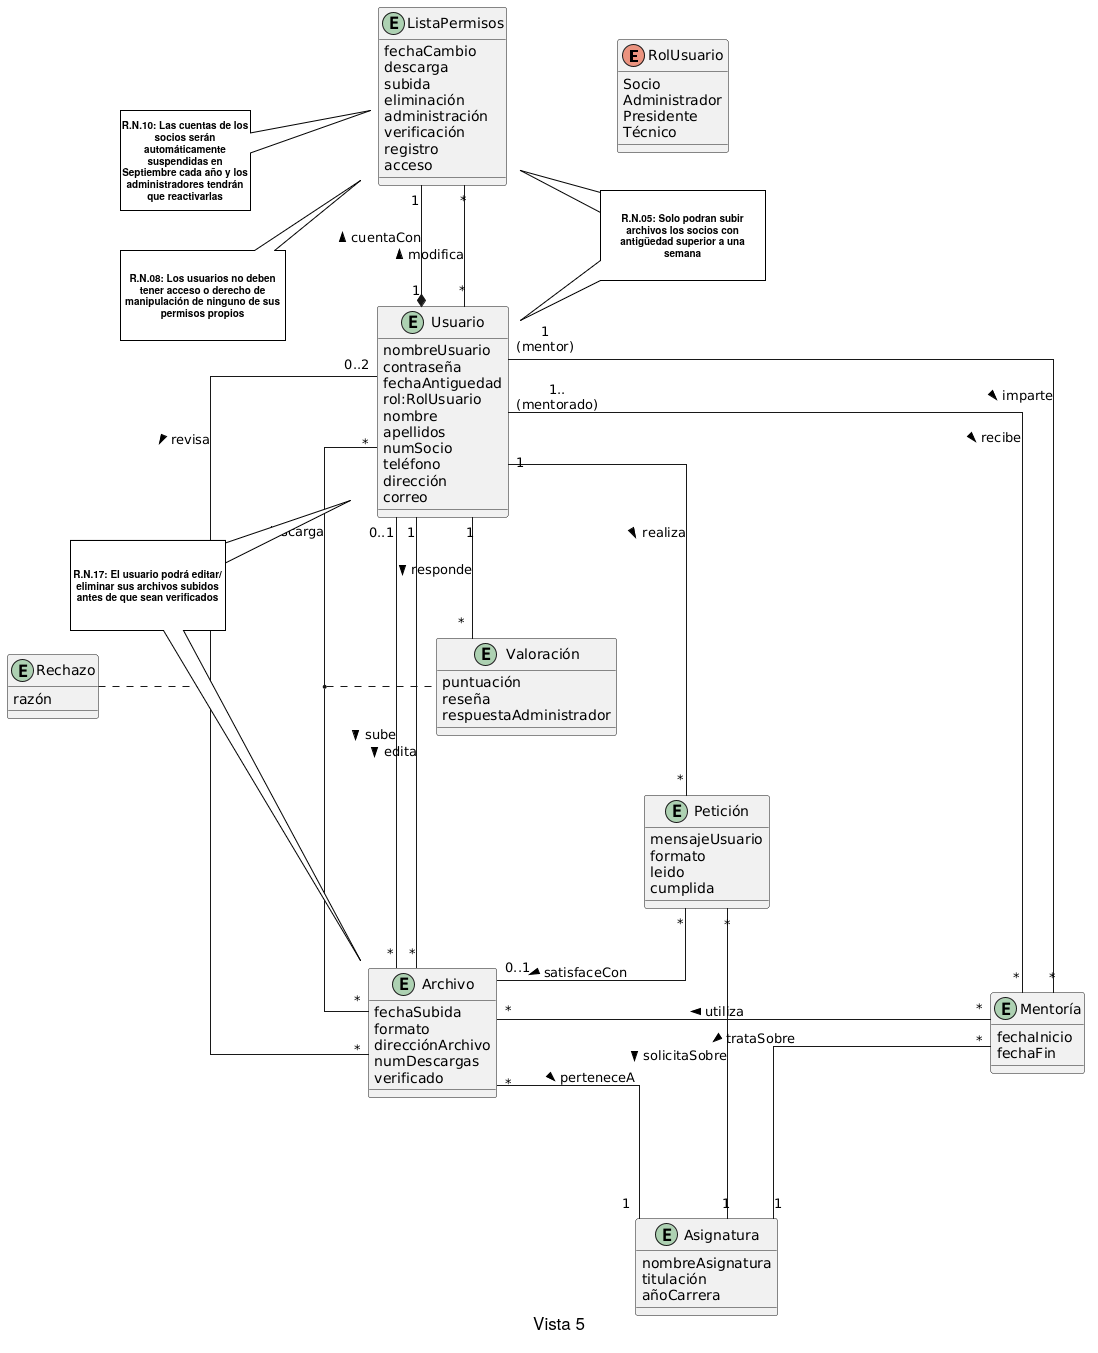 E ListaPermisos
fechaCambio
descarga
subida
eliminación
administración
verificación
registro
acceso
E RolUsuario
Socio
Administrador
Presidente
Técnico
R.N.10: Las cuentas de los
socios serán
automáticamente
suspendidas en
Septiembre cada año y los
administradores tendrán
que reactivarlas
R.N.05: Solo podran subir
archivos los socios con
antigüedad superior a una
semana
R.N.08: Los usuarios no deben
tener acceso o derecho de
manipulación de ninguno de sus
permisos propios
1
*
cuentaCon
modifica
1
*
E Usuario
nombreUsuario
contraseña
fechaAntiguedad
rol:RolUsuario
nombre
apellidos
numSocio
teléfono
dirección
correo
1
(mentor)
0..2
1..
(mentorado)
imparte
revisa
*
recibe
1
0..1
1
1
realiza
responde
*
R.N.17: El usuario podrá editar/
eliminar sus archivos subidos
antes de que sean verificados
E Valoración
puntuación
reseña
respuestaAdministrador
E Rechazo
razón
sube
edita
*
E Petición
mensajeUsuario
formato
leido
cumplida
*
*
*
*
0..1
satisfaceCon
*
*
E Archivo
fechaSubida
formato
direcciónArchivo
numDescargas
verificado
*
*
*
utiliza
*
E Mentoría
fechaInicio
fechaFin
trataSobre
*
solicitaSobre
*
perteneceA
1
1
1
E Asignatura
nombreAsignatura
titulación
añoCarrera
Vista 5